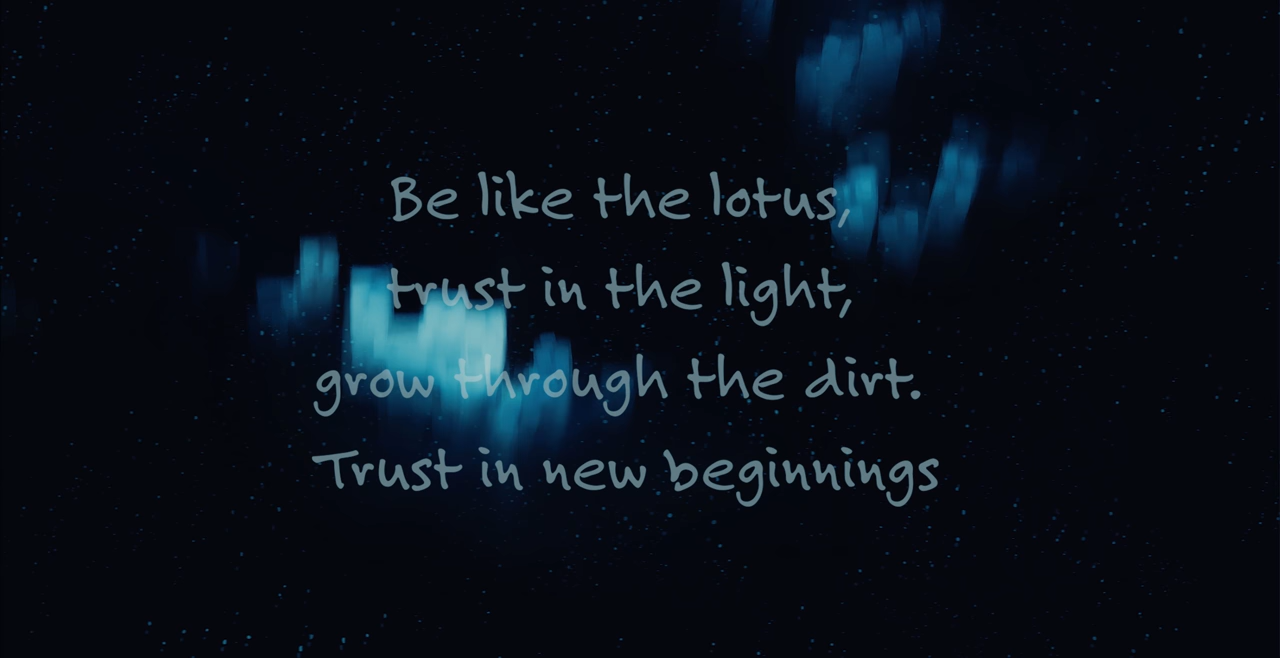 Be like the lotus,
trust in the light,
grow through the dirt.
Trust in new beginnings